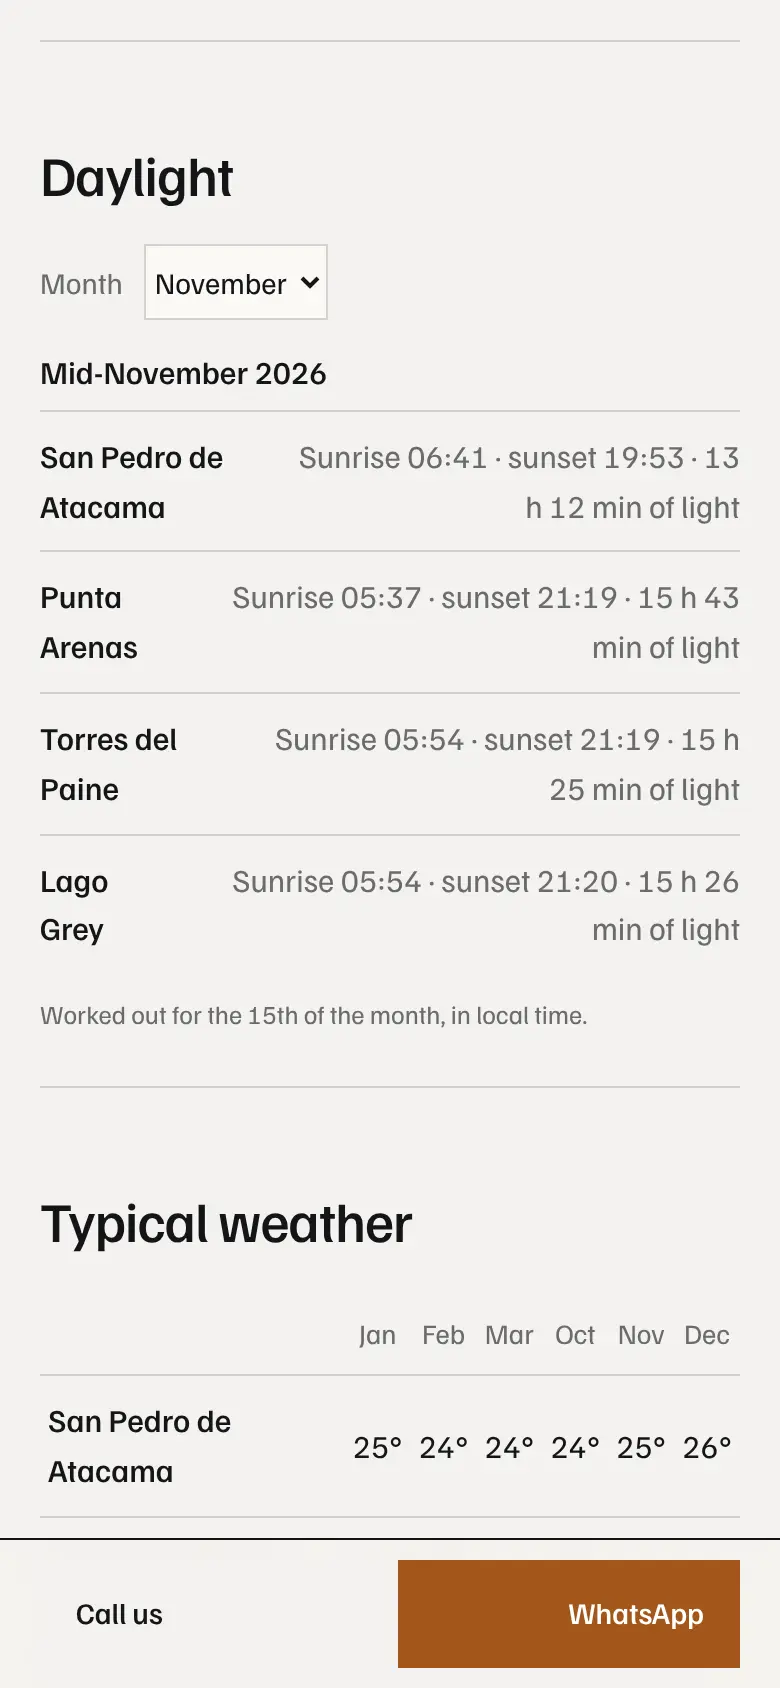 Daylight
Month November
Mid-November 2026
San Pedro de Atacama
Sunrise 06:41 · sunset 19:53 · 13
h 12 min of light
Punta Arenas
Sunrise 05:37 · sunset 21:19 · 15 h 43
min of light
Torres del Paine
Sunrise 05:54 · sunset 21:19 · 15 h
25 min of light
Lago Grey
Sunrise 05:54 · sunset 21:20 · 15 h 26
min of light
Worked out for the 15th of the month, in local time.
Typical weather
Jan Feb Mar Oct Nov Dec
San Pedro de Atacama
25° 24° 24° 24° 25° 26°
Call us
WhatsApp